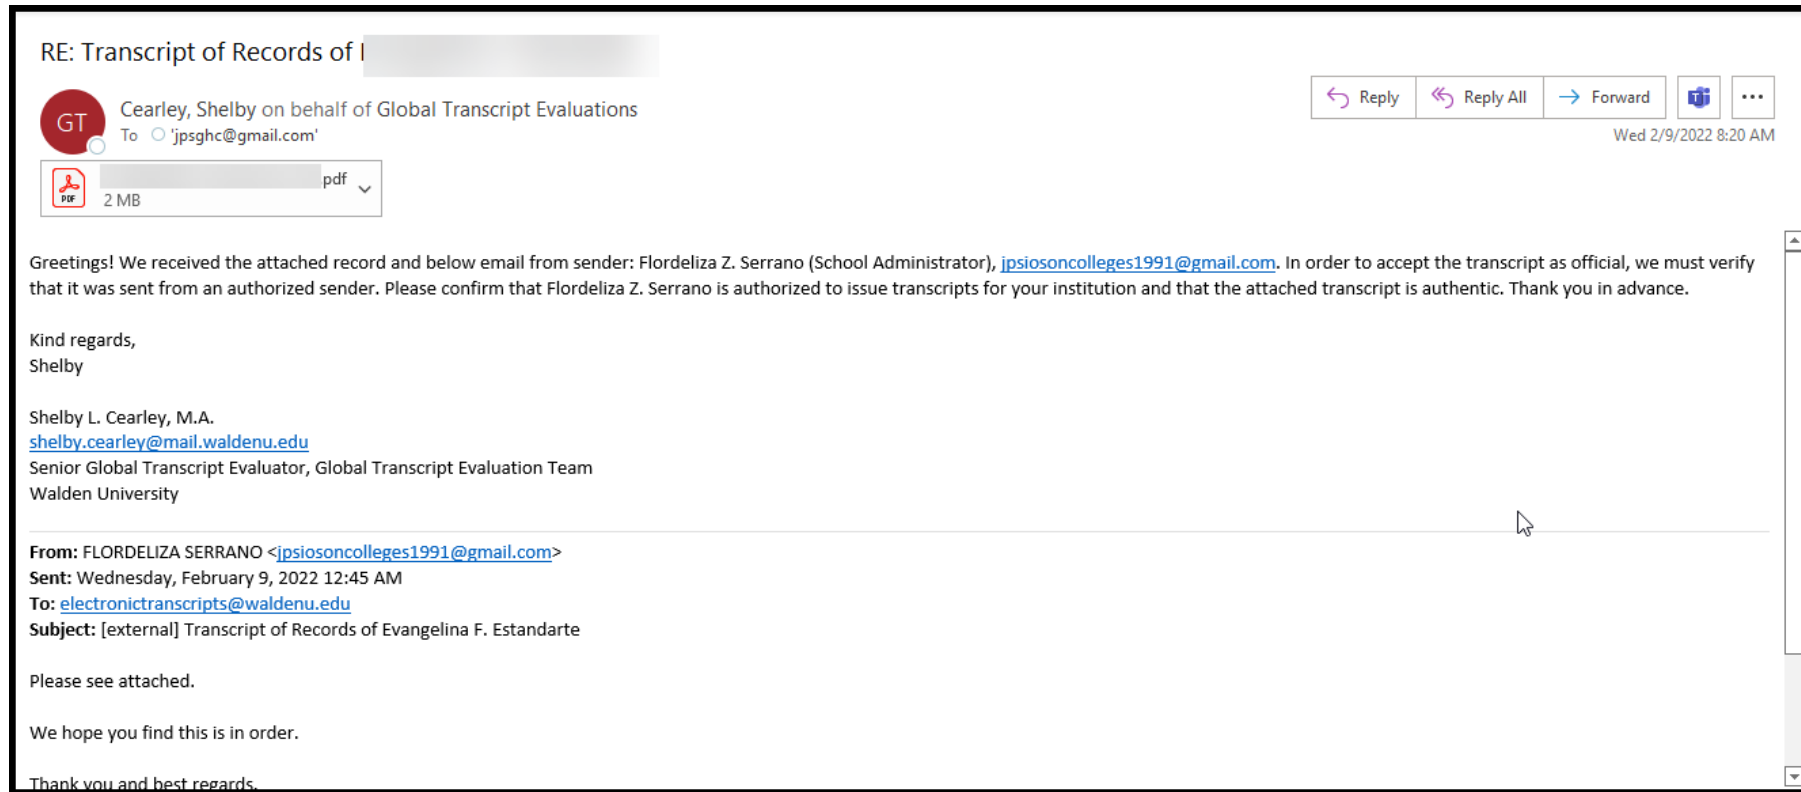 RE: Transcript of Records of
GT
Cearley, Shelby on behalf of Global Transcript Evaluations
To 'jpsghc@gmail.com'
Reply
Reply All
Forward
Wed 2/9/2022 8:20 AM
PDF
.pdf
2 MB
Greetings! We received the attached record and below email from sender: Flordeliza Z. Serrano (School Administrator), jpsiosoncolleges1991@gmail.com. In order to accept the transcript as official, we must verify
that it was sent from an authorized sender. Please confirm that Flordeliza Z. Serrano is authorized to issue transcripts for your institution and that the attached transcript is authentic. Thank you in advance.
Kind regards,
Shelby
Shelby L. Cearley, M.A.
shelby.cearley@mail.waldenu.edu
Senior Global Transcript Evaluator, Global Transcript Evaluation Team
Walden University
From: FLORDELIZA SERRANO <jpsiosoncolleges1991@gmail.com>
Sent: Wednesday, February 9, 2022 12:45 AM
To: electronictranscripts@waldenu.edu
Subject: [external] Transcript of Records of Evangelina F. Estandarte
Please see attached.
We hope you find this is in order.
Thank you and best regards,